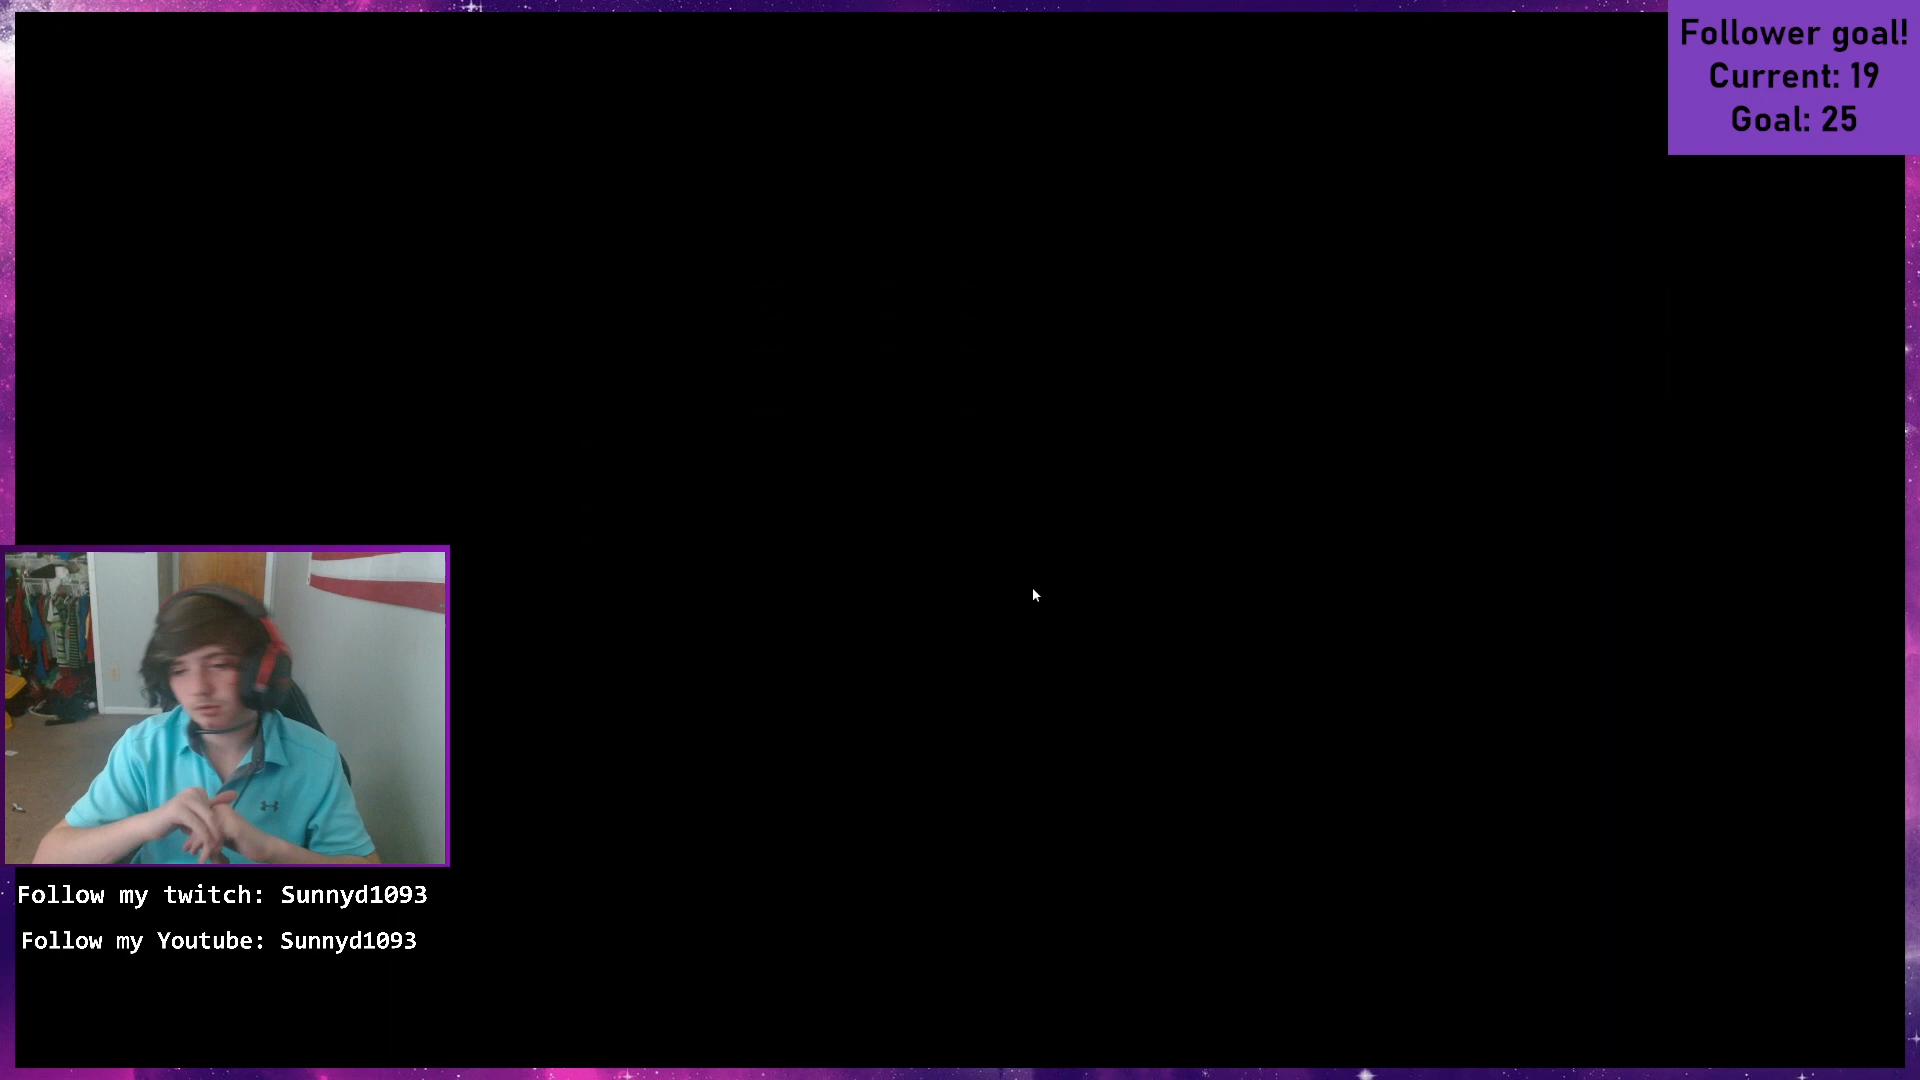 Follower goal!
Current: 19
Goal: 25
Follow my twitch: Sunnyd1093
Follow my Youtube: Sunnyd1093